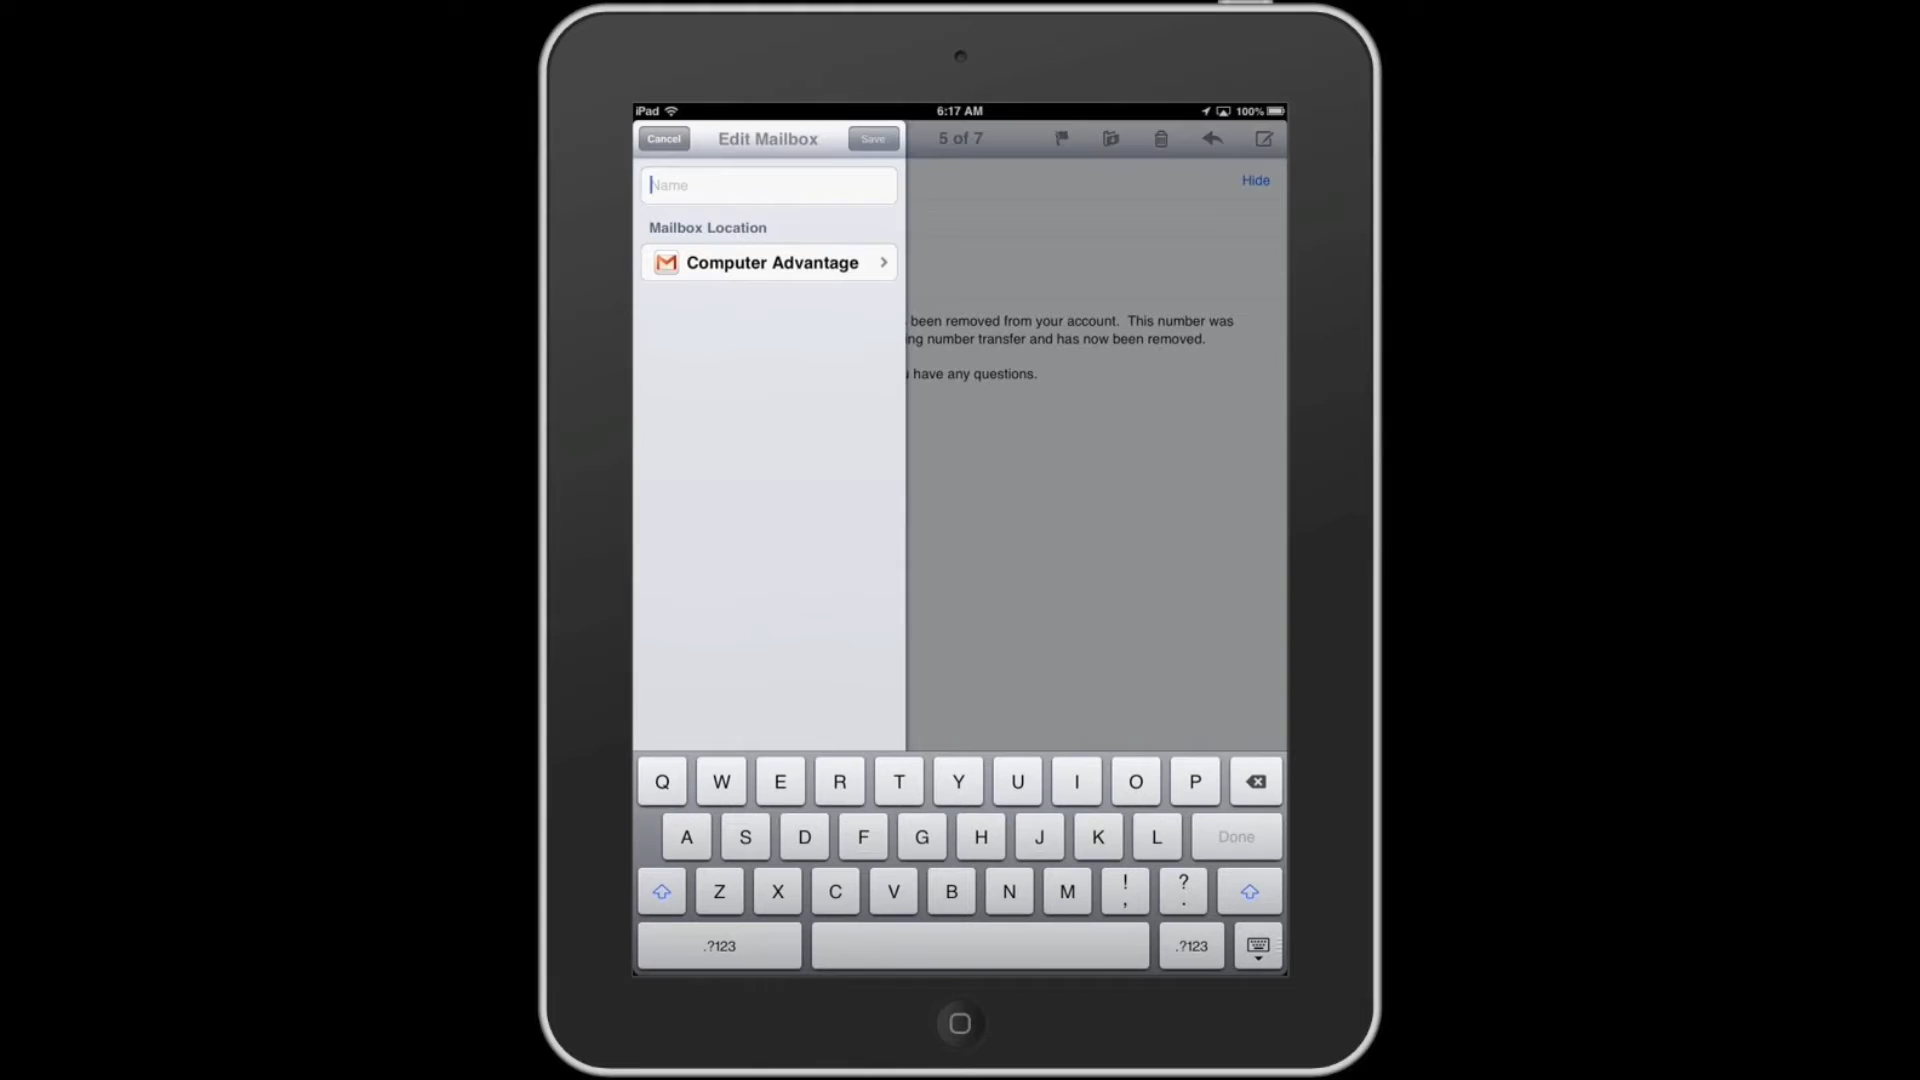 iPad 6:17 AM 100%
Cancel Edit Mailbox Save 5 of 7
Name Hide
Mailbox Location
Computer Advantage
been removed from your account. This number was
ing number transfer and has now been removed.
have any questions.
Q W E R T Y U I O P
A S D F G H J K L Done
Z X C V B N M ! , ? .
.?123 .?123